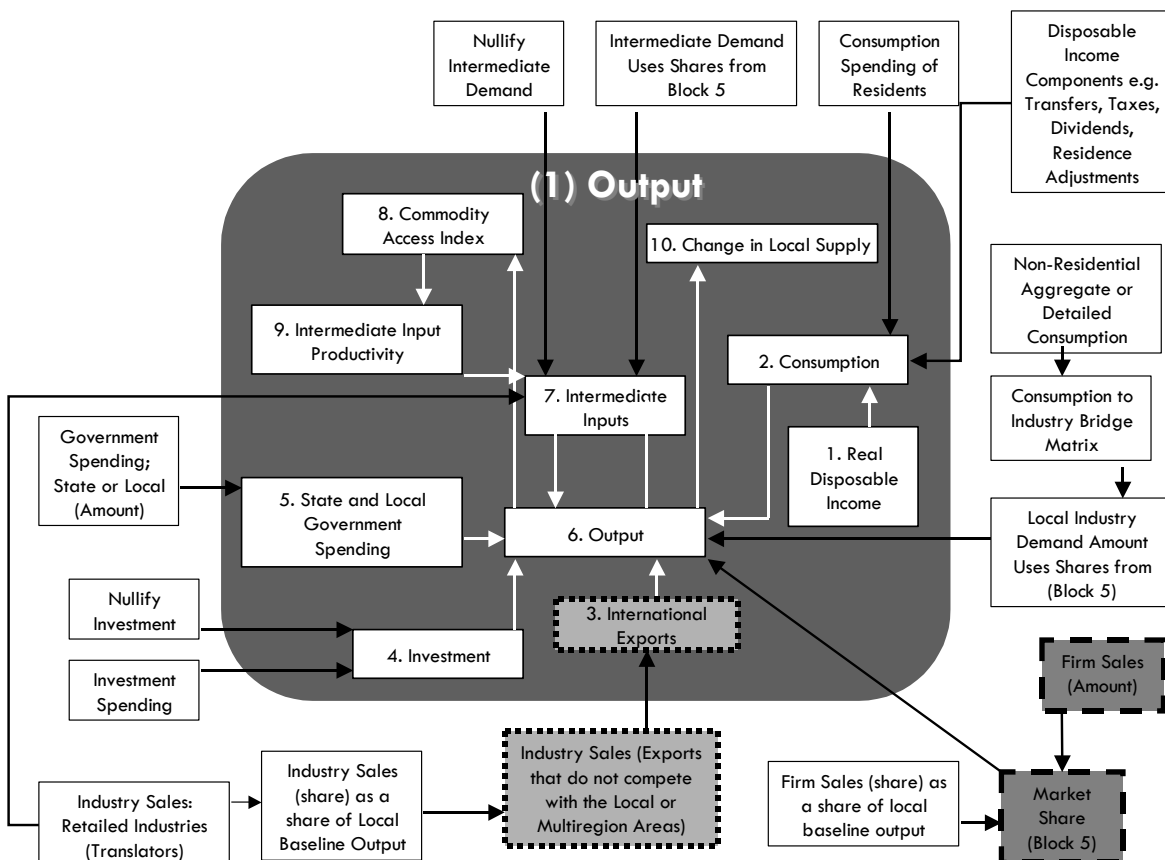 Nullify
Intermediate
Demand
Intermediate Demand
Uses Shares from
Block 5
Consumption
Spending of
Residents
Disposable
Income
Components e.g.
Transfers, Taxes,
Dividends,
Residence
Adjustments
(1) Output
8. Commodity
Access Index
10. Change in Local Supply
Non-Residential
Aggregate or
Detailed
Consumption
9. Intermediate Input
Productivity
2. Consumption
7. Intermediate
Inputs
Consumption to
Industry Bridge
Matrix
Government
Spending;
State or Local
(Amount)
1. Real
Disposable
Income
5. State and Local
Government
Spending
6. Output
Local Industry
Demand Amount
Uses Shares from
(Block 5)
Nullify
Investment
3. International
Exports
4. Investment
Investment
Spending
Firm Sales
(Amount)
Industry Sales:
Retailed Industries
(Translators)
Industry Sales
(share) as a
share of Local
Baseline Output
Industry Sales (Exports
that do not compete
with the Local or
Multiregion Areas)
Firm Sales (share) as
a share of local
baseline output
Market
Share
(Block 5)